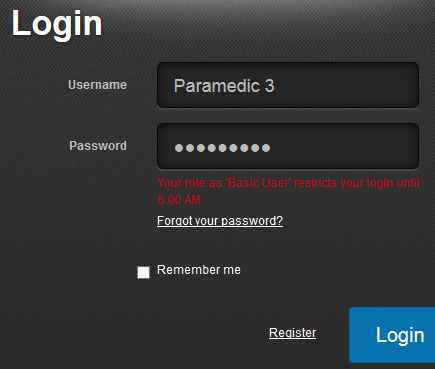 Login
Username
Paramedic 3
Password
●●●●●●●●●
Your role as 'Basic User' restricts your login until
6:00 AM.
Forgot your password?
Remember me
Register
Login